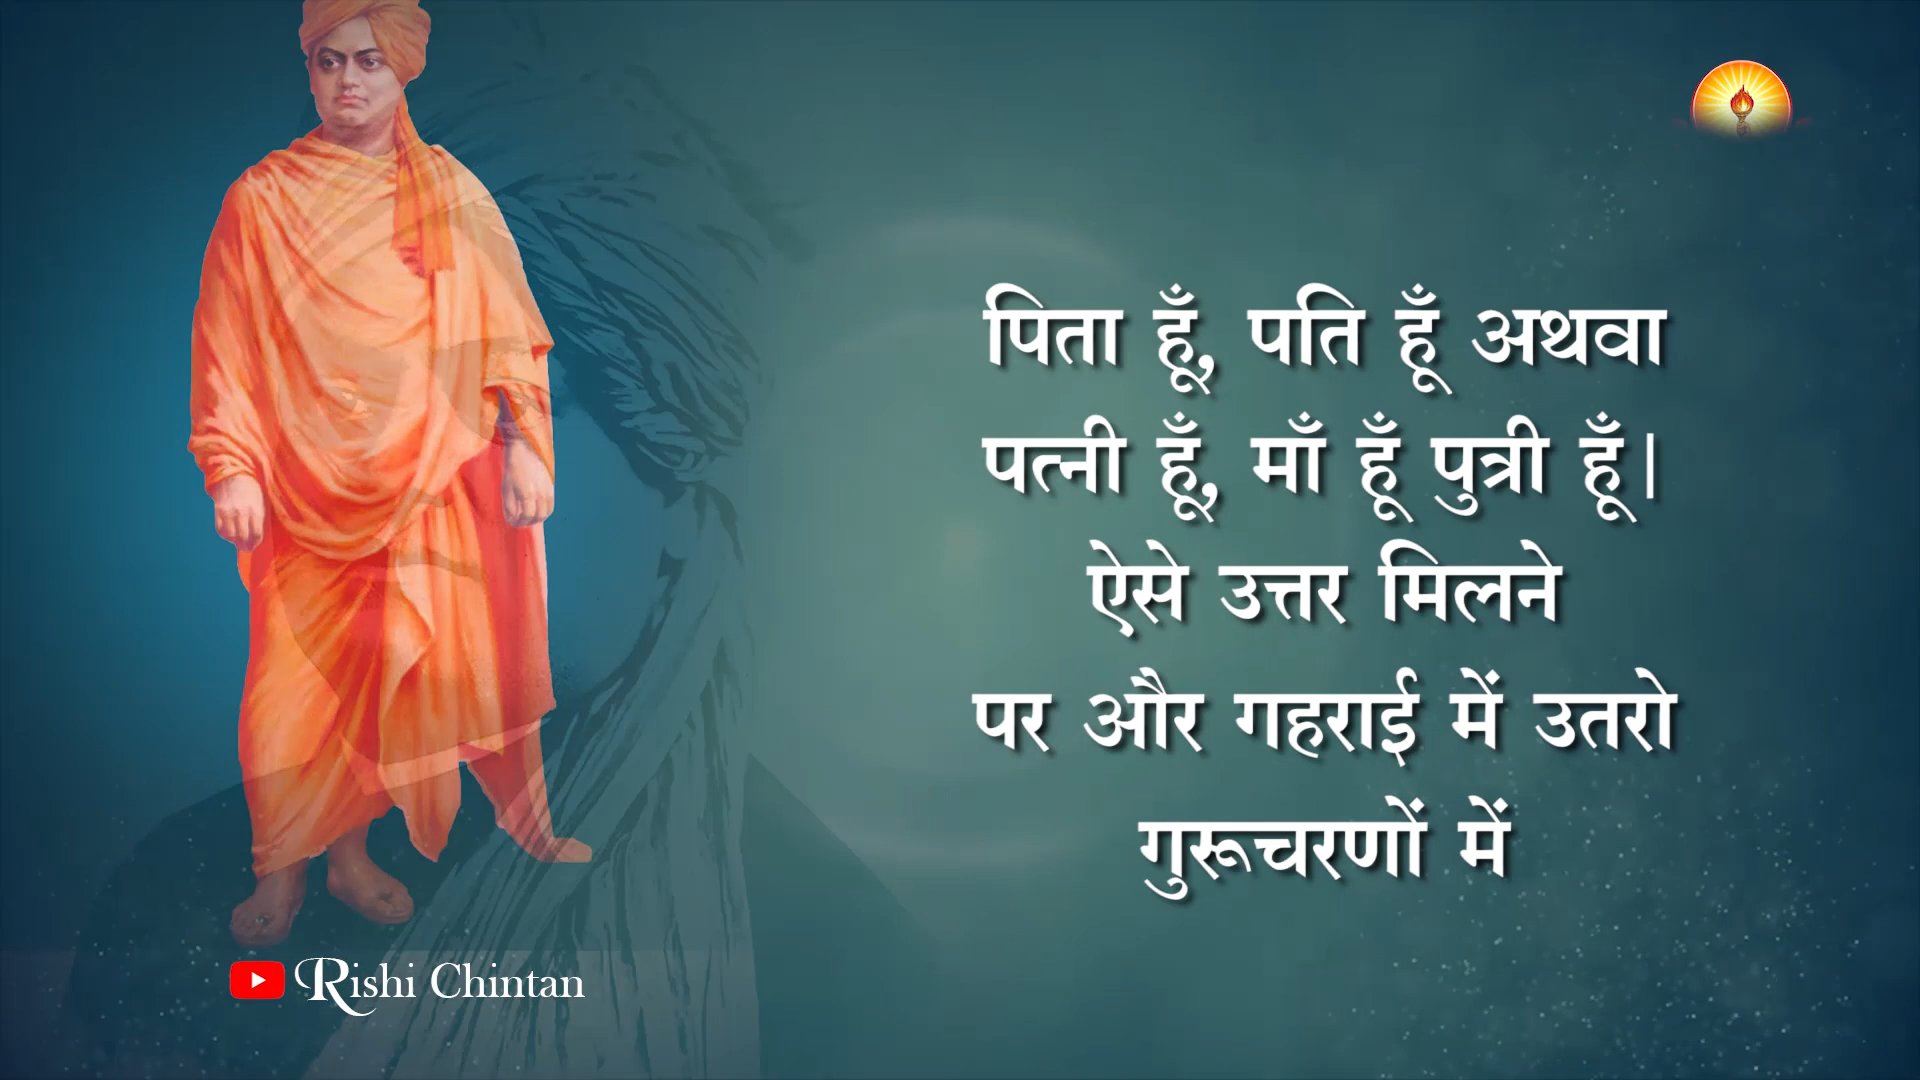 पिता हूँ, पति हूँ अथवा
पत्नी हूँ, माँ हूँ पुत्री हूँ|
ऐसे उत्तर मिलने
पर और गहराई में उतरो
गुरूचरणों में
Rishi Chintan